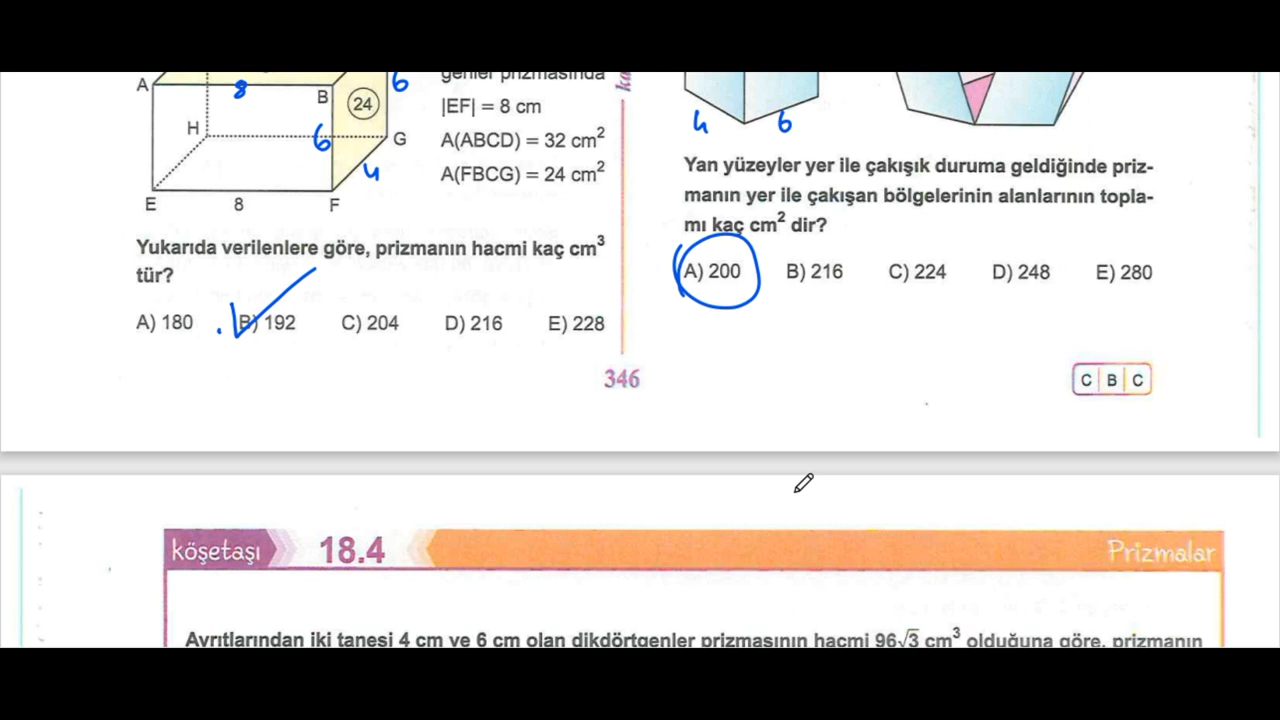 genler prizmasında
A
8
B
24
6
|EF| = 8 cm
H
6
G
A(ABCD) = 32 cm²
4
A(FBCG) = 24 cm²
E
8
F
Yukarıda verilenlere göre, prizmanın hacmi kaç cm³
tür?
A) 180 B) 192 C) 204 D) 216 E) 228
4
6
Yan yüzeyler yer ile çakışık duruma geldiğinde priz-
manın yer ile çakışan bölgelerinin alanlarının topla-
mı kaç cm² dir?
A) 200 B) 216 C) 224 D) 248 E) 280
346
C B C
köşetaşı 18.4 Prizmalar
Ayrıtlarından iki tanesi 4 cm ve 6 cm olan dikdörtgenler prizmasının hacmi 96√3 cm³ olduğuna göre, prizmanın